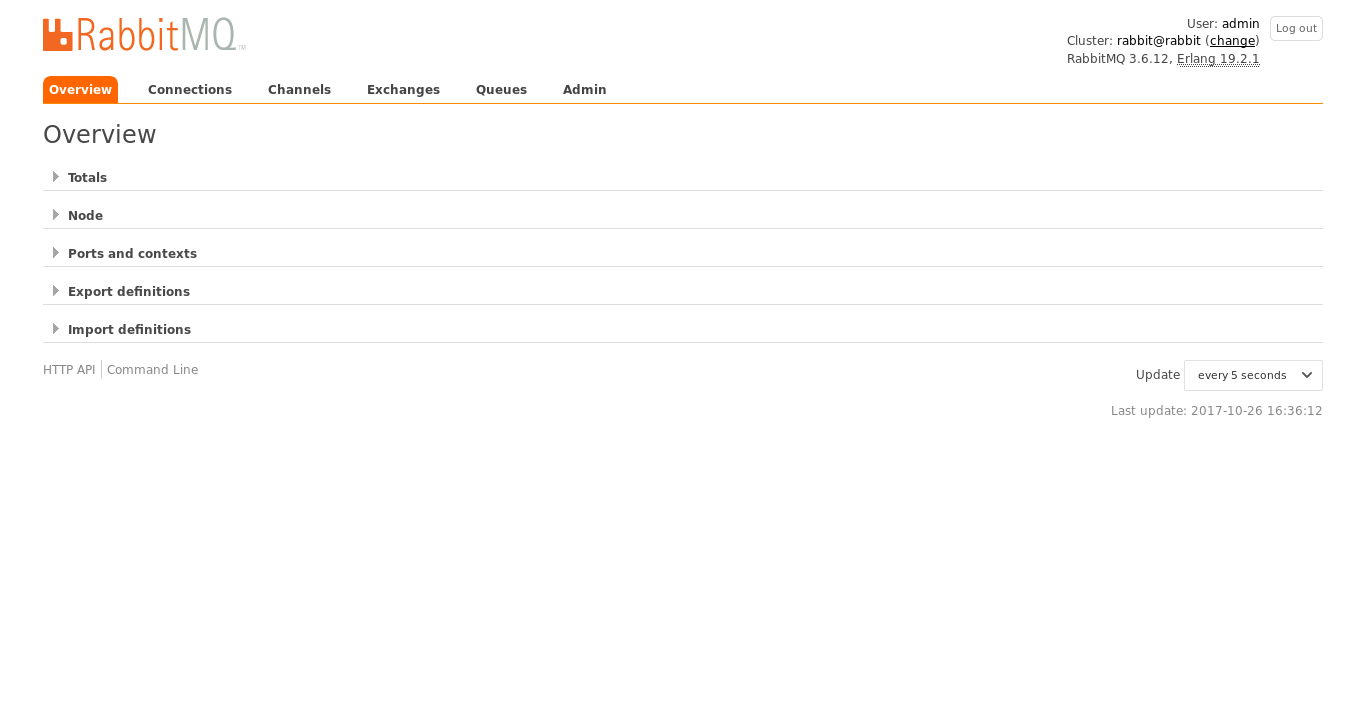 RabbitMQ™
User: admin
Log out
Cluster: rabbit@rabbit (change)
RabbitMQ 3.6.12, Erlang 19.2.1
Overview Connections Channels Exchanges Queues Admin
Overview
Totals
Node
Ports and contexts
Export definitions
Import definitions
HTTP API Command Line
Update every 5 seconds
Last update: 2017-10-26 16:36:12